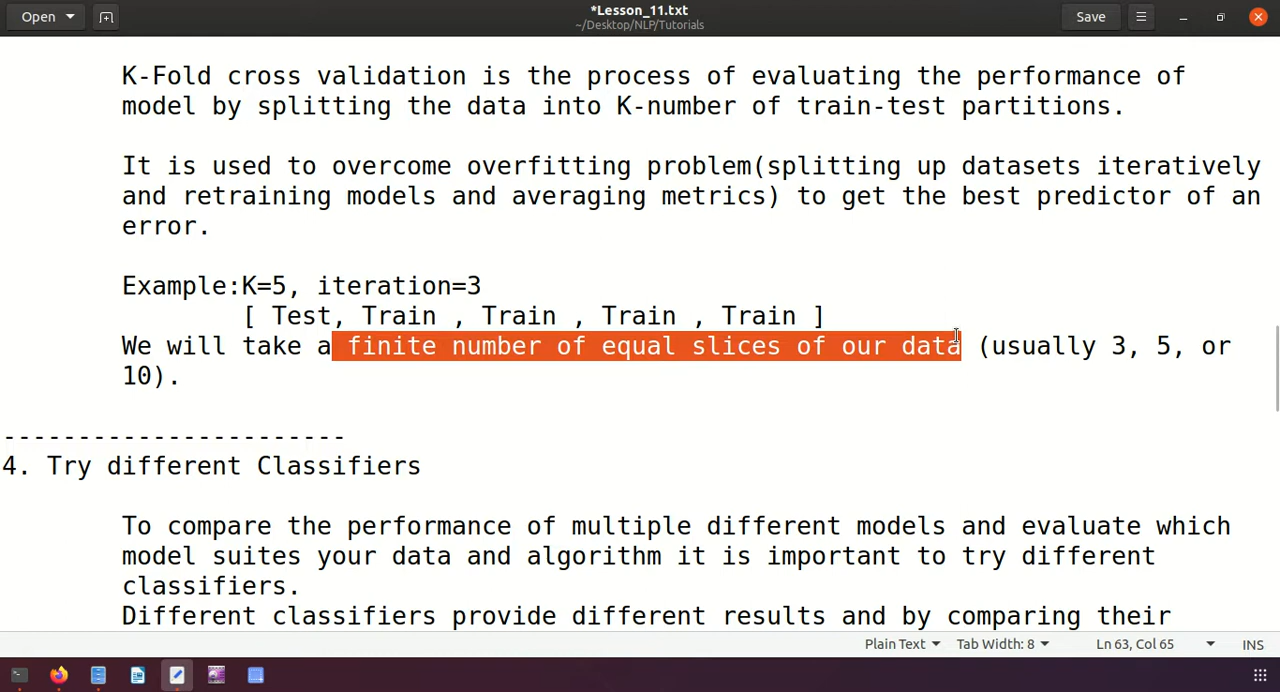 Open
*Lesson_11.txt
~/Desktop/NLP/Tutorials
Save
K-Fold cross validation is the process of evaluating the performance of
model by splitting the data into K-number of train-test partitions.
It is used to overcome overfitting problem(splitting up datasets iteratively
and retraining models and averaging metrics) to get the best predictor of an
error.
Example:K=5, iteration=3
[ Test, Train , Train , Train , Train ]
We will take a finite number of equal slices of our data (usually 3, 5, or
10).
-----------------------
4. Try different Classifiers
To compare the performance of multiple different models and evaluate which
model suites your data and algorithm it is important to try different
classifiers.
Different classifiers provide different results and by comparing their
Plain Text Tab Width: 8 Ln 63, Col 65 INS